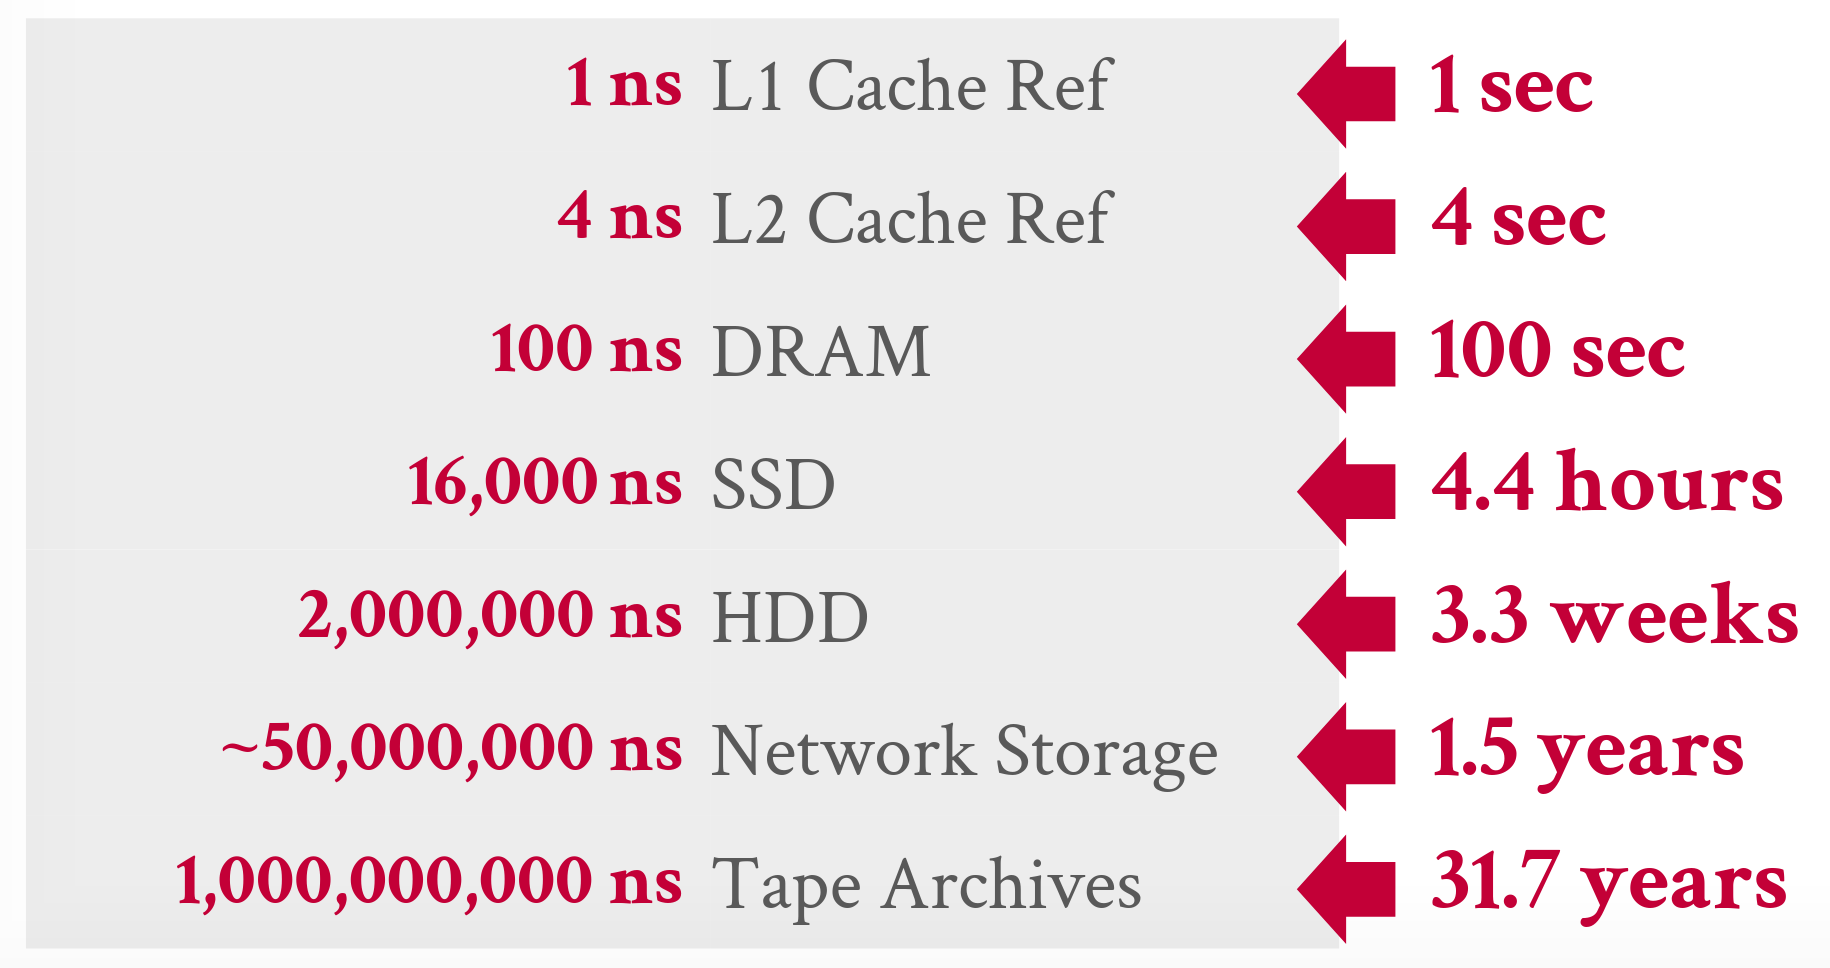 1 ns L1 Cache Ref 1 sec
4 ns L2 Cache Ref 4 sec
100 ns DRAM 100 sec
16,000 ns SSD 4.4 hours
2,000,000 ns HDD 3.3 weeks
~50,000,000 ns Network Storage 1.5 years
1,000,000,000 ns Tape Archives 31.7 years